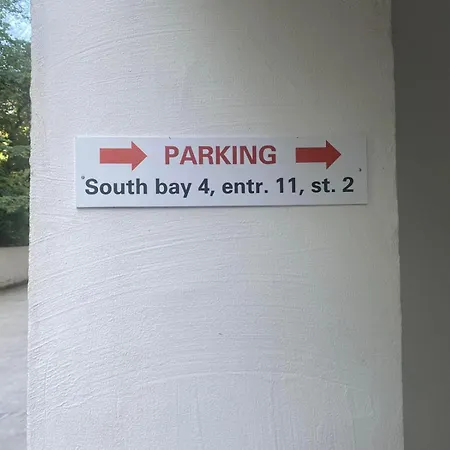 PARKING
South bay 4, entr. 11, st. 2